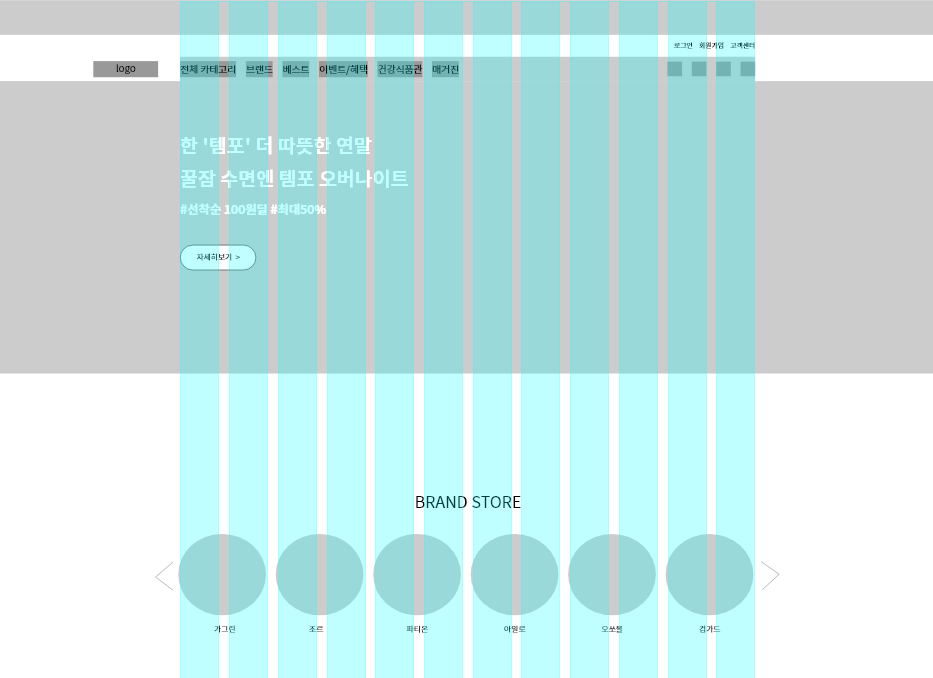 로그인 회원가입 고객센터
logo 전체 카테고리 브랜드 베스트 이벤트/혜택 건강식품관 매거진
한 '템포' 더 따뜻한 연말
꿀잠 수면엔 템포 오버나이트
#선착순 100원딜 #최대50%
자세히보기 >
BRAND STORE
가그린 조르 파티온 아일로 오쏘몰 검가드